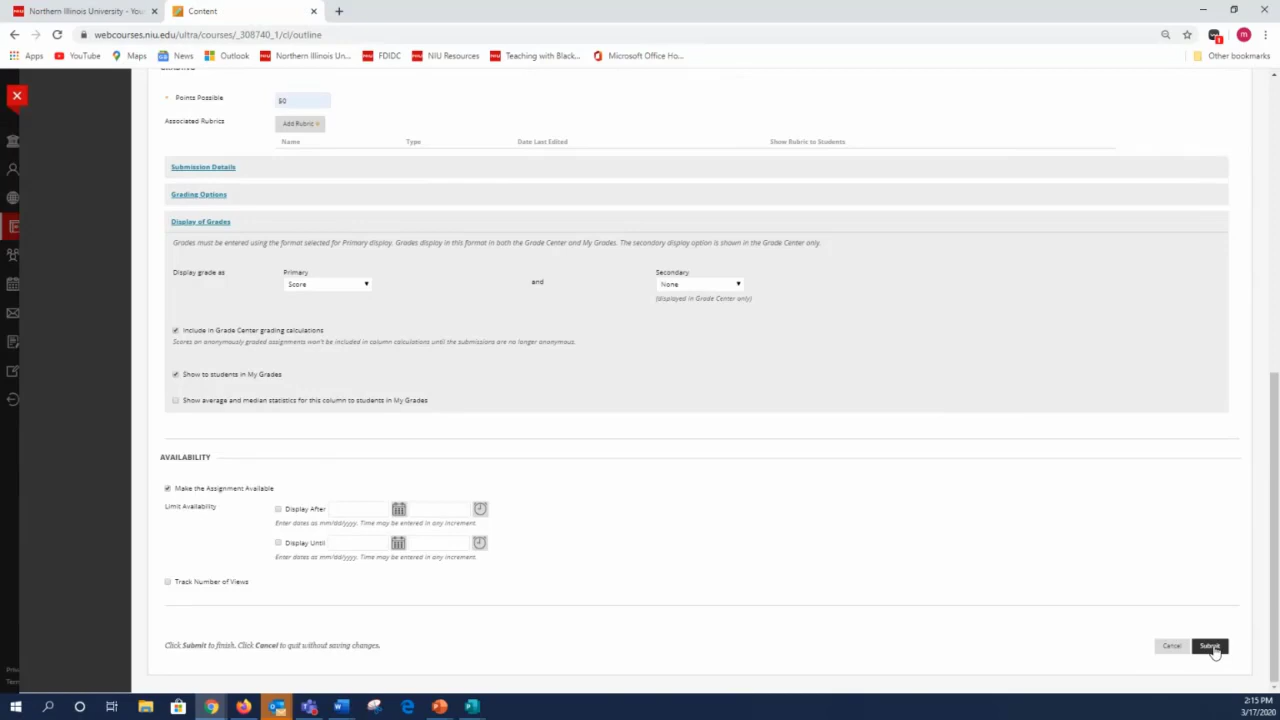 Northern Illinois University - You
Content
webcourses.niu.edu/ultra/courses/_308740_1/cl/outline
m
1
Apps
YouTube
Maps
News
Outlook
Northern Illinois Un...
FDIDC
NIU Resources
Teaching with Black...
Microsoft Office Ho...
Other bookmarks
Points Possible
Associated Rubrics
Add Rubric
Name Type Date Last Edited Show Rubric to Students
Submission Details
Grading Options
Display of Grades
Grades must be entered using the format selected for Primary display. Grades display in this format in both the Grade Center and My Grades. The secondary display option is shown in the Grade Center only.
Display grade as
Primary
Score
and
Secondary
None
(displayed in Grade Center only)
Include in Grade Center grading calculations
Scores on anonymously graded assignments won't be included in column calculations until the submissions are no longer anonymous.
Show to students in My Grades
Show average and median statistics for this column to students in My Grades
AVAILABILITY
Make the Assignment Available
Limit Availability
Display After
Enter dates as mm/dd/yyyy. Time may be entered in any increment.
Display Until
Enter dates as mm/dd/yyyy. Time may be entered in any increment.
Track Number of Views
Click Submit to finish. Click Cancel to quit without saving changes.
Cancel
Submit
2:15 PM
3/17/2020